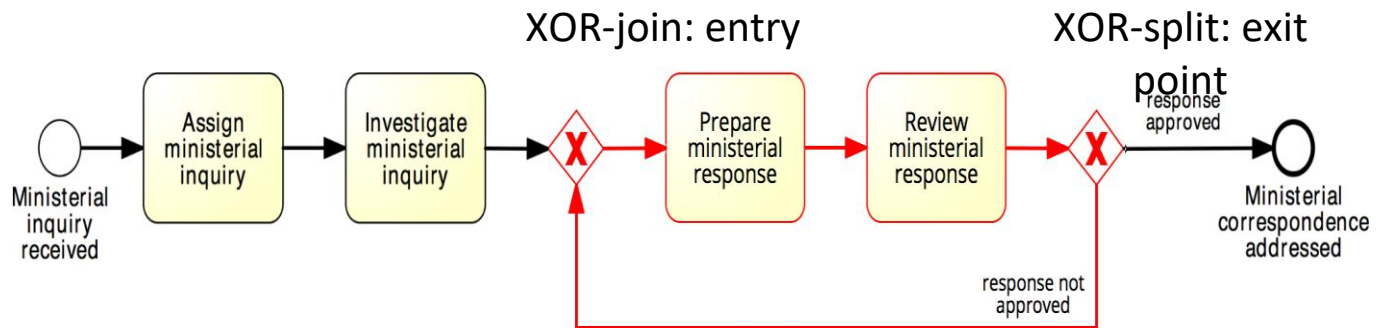 XOR-join: entry
XOR-split: exit
point
Ministerial
inquiry
received
Assign
ministerial
inquiry
Investigate
ministerial
inquiry
X
Prepare
ministerial
response
Review
ministerial
response
X
response
approved
response not
approved
Ministerial
correspondence
addressed